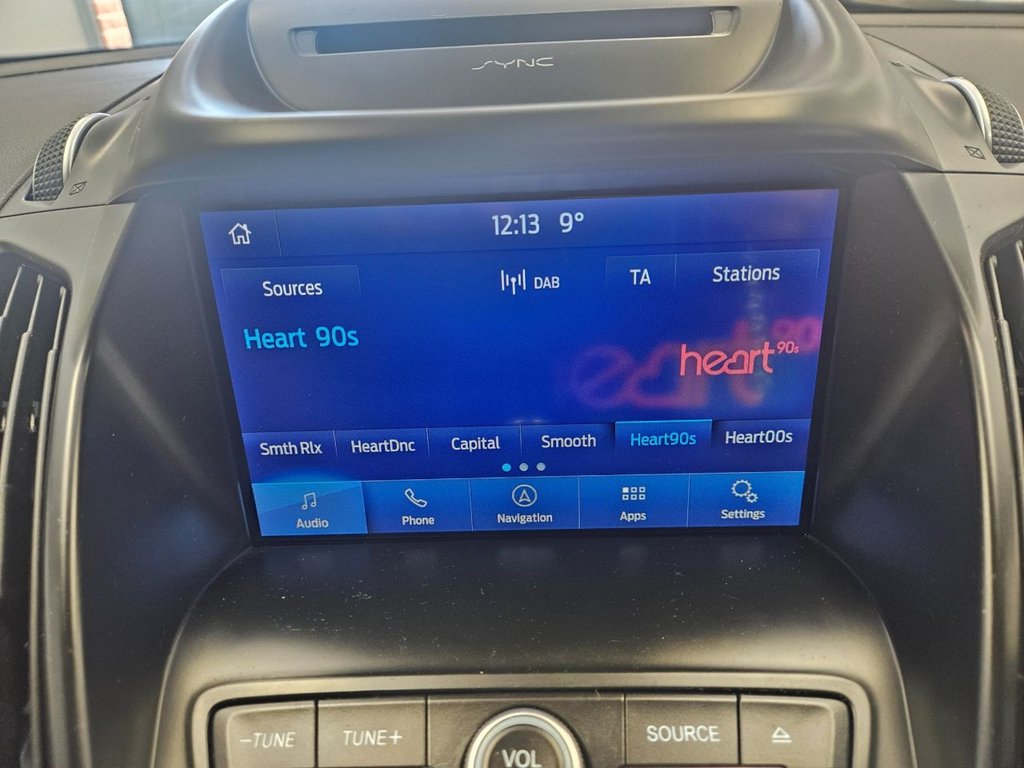 SYNC
12:13 9°
Sources DAB TA Stations
Heart 90s
heart 90s
Smth Rlx HeartDnc Capital Smooth Heart90s Heart00s
Audio Phone Navigation Apps Settings
-TUNE TUNE+ VOL SOURCE